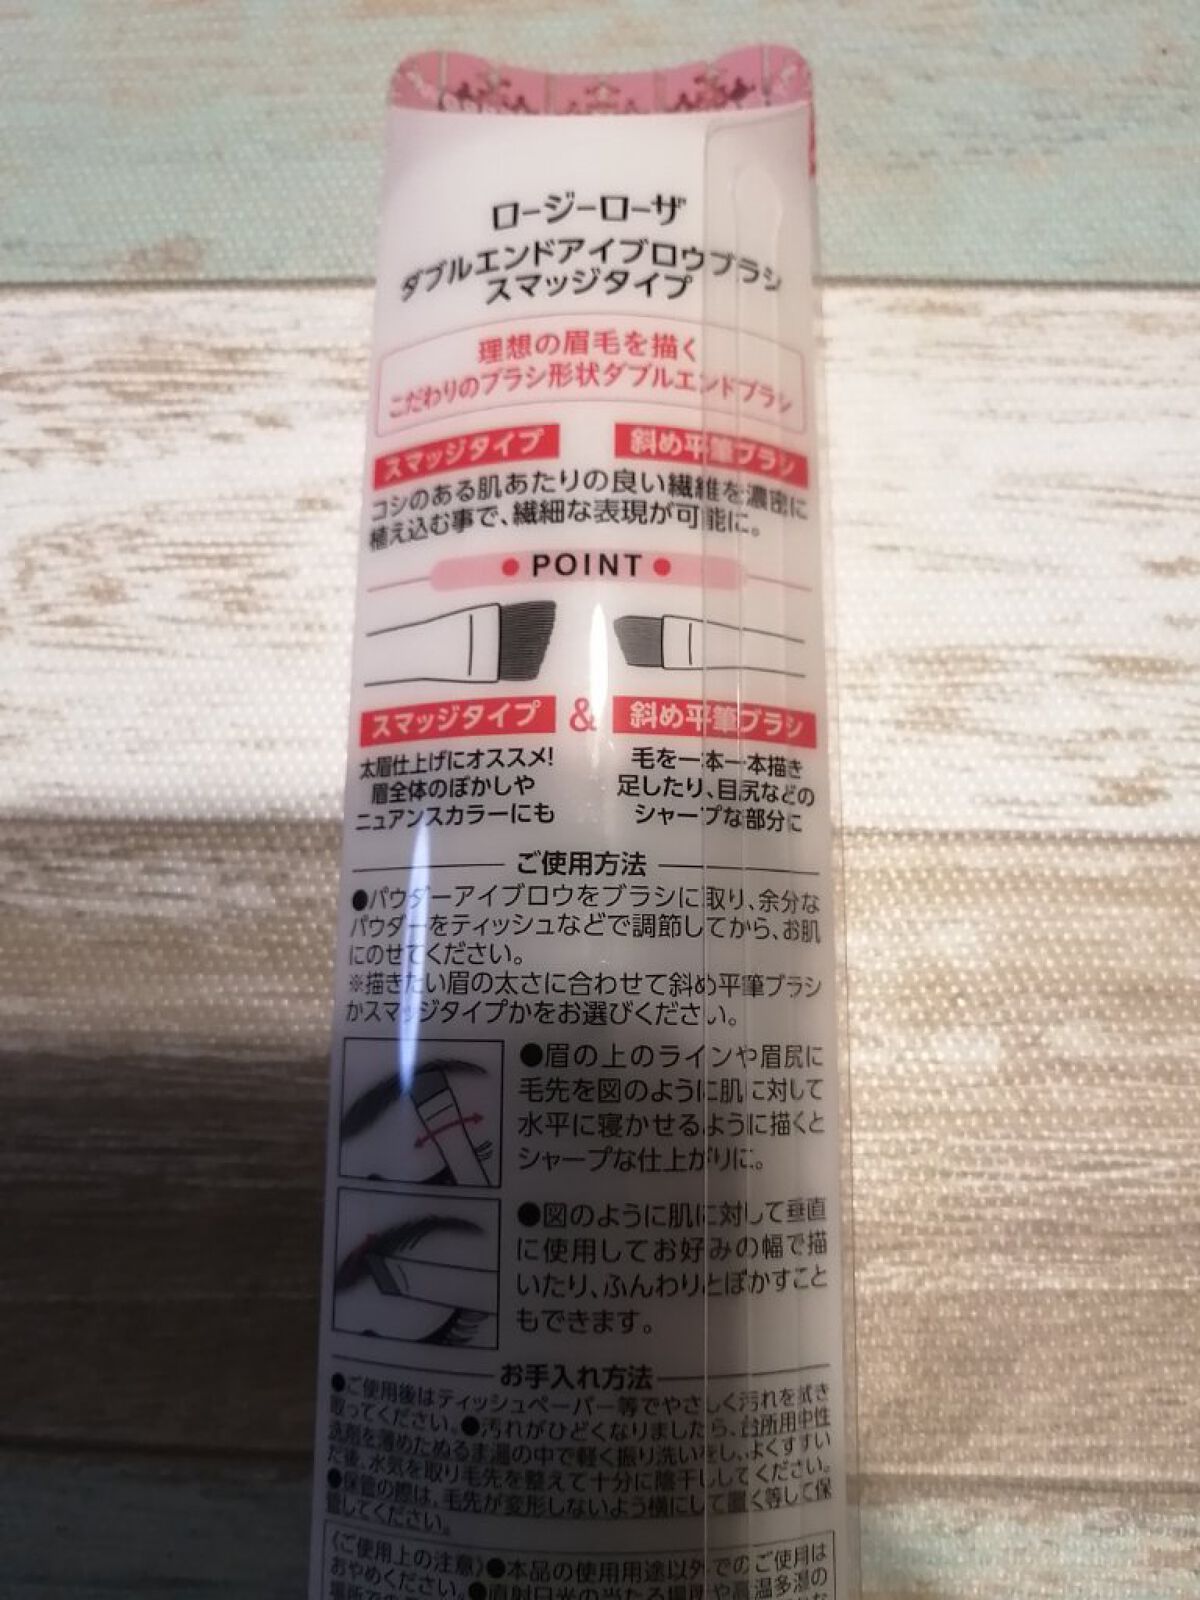 ロージーローザ
ダブルエンドアイブロウブラシ
スマッジタイプ
理想の眉毛を描く
こだわりのブラシ形状ダブルエンドブラシ
スマッジタイプ 斜め平筆ブラシ
コシのある肌あたりの良い繊維を濃密に
植え込む事で、繊細な表現が可能に。
●POINT●
スマッジタイプ & 斜め平筆ブラシ
太眉仕上げにオススメ!
眉全体のぼかしや
ニュアンスカラーにも
毛を一本一本描き
足したり、目尻などの
シャープな部分に
ご使用方法
●パウダーアイブロウをブラシに取り、余分な
パウダーをティッシュなどで調節してから、お肌
にのせてください。
※描きたい眉の太さに合わせて斜め平筆ブラシ
かスマッジタイプかをお選びください。
●眉の上のラインや眉尻に
毛先を図のように肌に対して
水平に寝かせるように描くと
シャープな仕上がりに。
●図のように肌に対して垂直
に使用してお好みの幅で描
いたり、ふんわりとぼかすこと
もできます。
お手入れ方法
●ご使用後はティッシュペーパー等でやさしく汚れを拭き
取ってください。●汚れがひどくなりましたら、台所用中性
洗剤を薄めたぬるま湯の中で軽く振り洗いをし、よくすすい
だ後、水気を取り毛先を整えて十分に陰干ししてください。
●保管の際は、毛先が変形しないよう横にして置く等して保
管してください。
〈ご使用上の注意〉●本品の使用用途以外でのご使用は
おやめください。●直射日光の当たる場所や高温多湿の